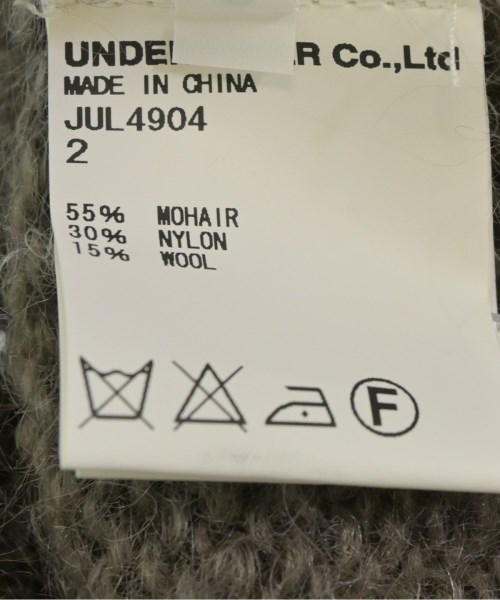 Co.,Ltd
MADE IN CHINA
JUL4904
2
55% MOHAIR
30% NYLON
15% WOOL
F